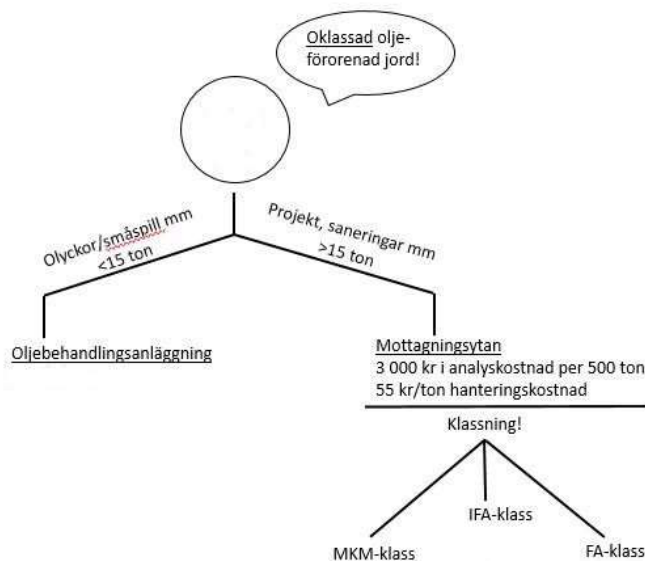 Oklassad olje-
förorenad jord!
Olyckor/småspill mm
<15 ton
Projekt, saneringar mm
>15 ton
Oljebehandlingsanläggning
Mottagningsytan
3 000 kr i analyskostnad per 500 ton
55 kr/ton hanteringskostnad
Klassning!
IFA-klass
MKM-klass
FA-klass